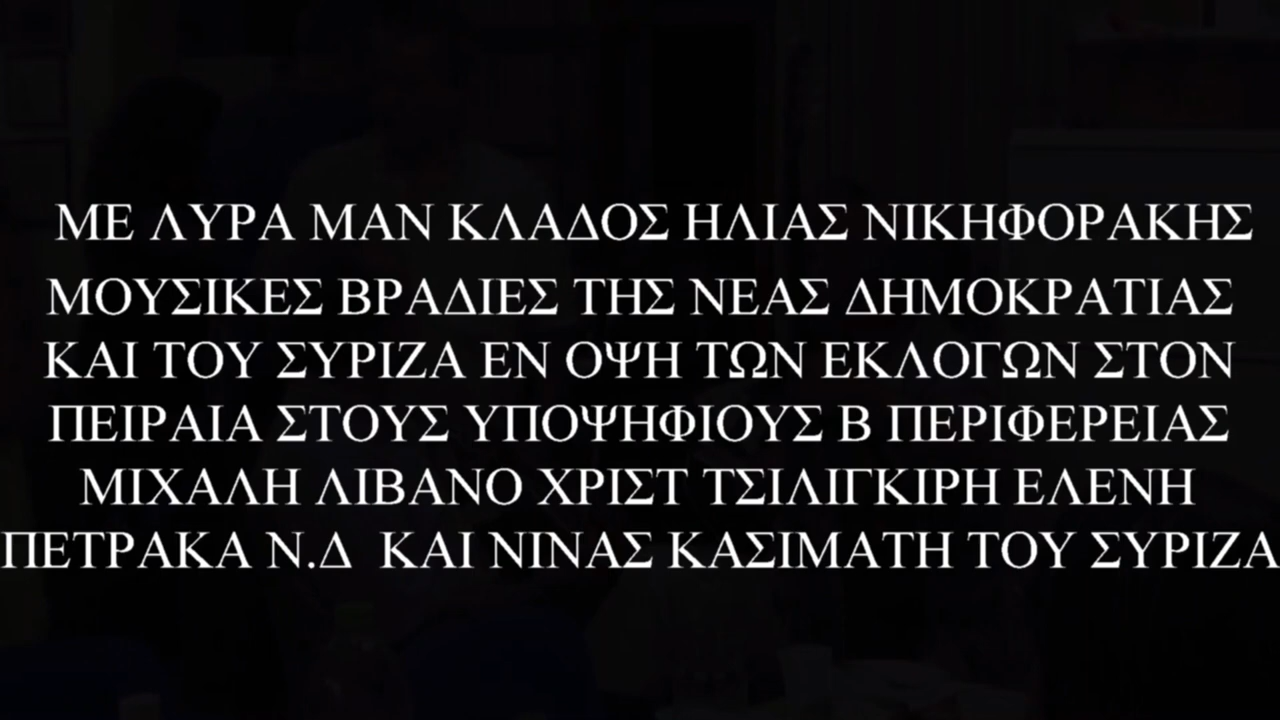 ΜΕ ΛΥΡΑ ΜΑΝ ΚΛΑΔΟΣ ΗΛΙΑΣ ΝΙΚΗΦΟΡΑΚΗΣ
ΜΟΥΣΙΚΕΣ ΒΡΑΔΙΕΣ ΤΗΣ ΝΕΑΣ ΔΗΜΟΚΡΑΤΙΑΣ
ΚΑΙ ΤΟΥ ΣΥΡΙΖΑ ΕΝ ΟΨΗ ΤΩΝ ΕΚΛΟΓΩΝ ΣΤΟΝ
ΠΕΙΡΑΙΑ ΣΤΟΥΣ ΥΠΟΨΗΦΙΟΥΣ Β ΠΕΡΙΦΕΡΕΙΑΣ
ΜΙΧΑΛΗ ΛΙΒΑΝΟ ΧΡΙΣΤ ΤΣΙΛΙΓΚΙΡΗ ΕΛΕΝΗ
ΠΕΤΡΑΚΑ Ν.Δ  ΚΑΙ ΝΙΝΑΣ ΚΑΣΙΜΑΤΗ ΤΟΥ ΣΥΡΙΖΑ